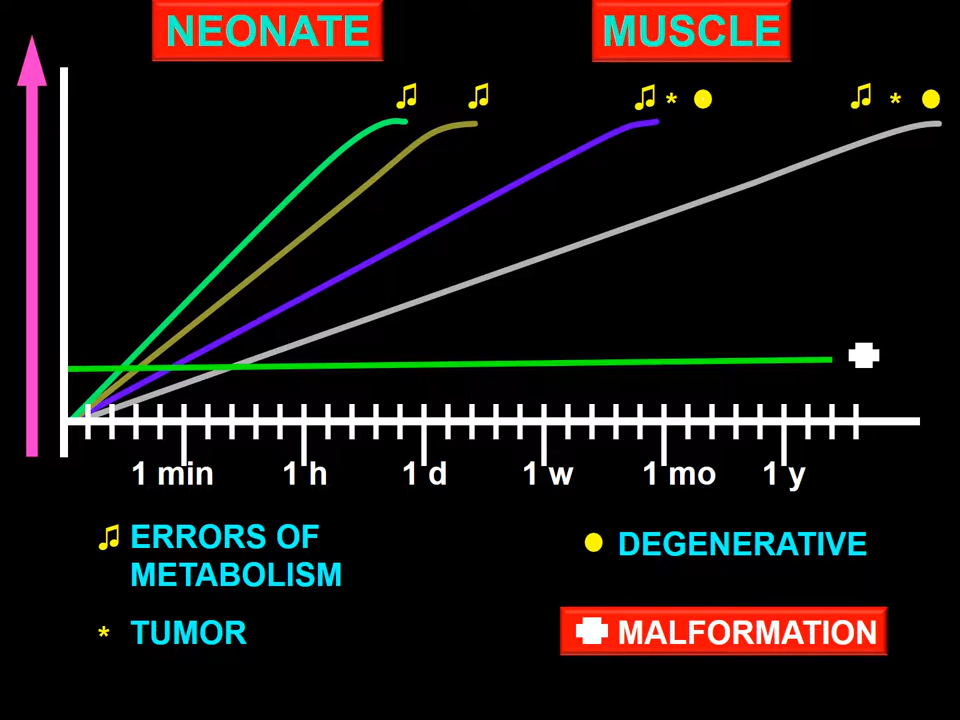 NEONATE
MUSCLE
♫ ♫ ♫ * ● ♫ * ●
1 min 1 h 1 d 1 w 1 mo 1 y
♫ ERRORS OF
METABOLISM
● DEGENERATIVE
* TUMOR
✚ MALFORMATION